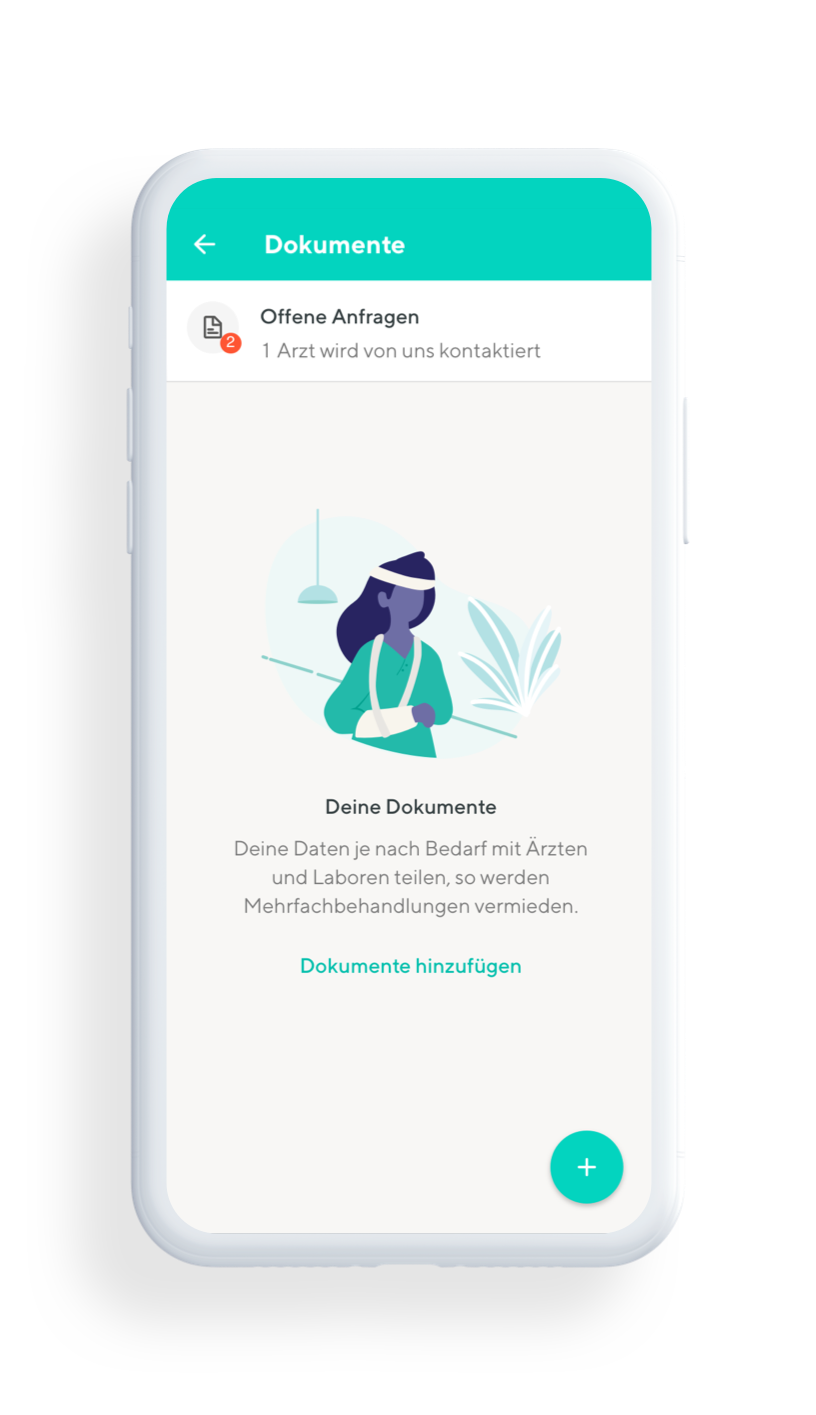 Dokumente
Offene Anfragen
2
1 Arzt wird von uns kontaktiert
Deine Dokumente
Deine Daten je nach Bedarf mit Ärzten
und Laboren teilen, so werden
Mehrfachbehandlungen vermieden.
Dokumente hinzufügen